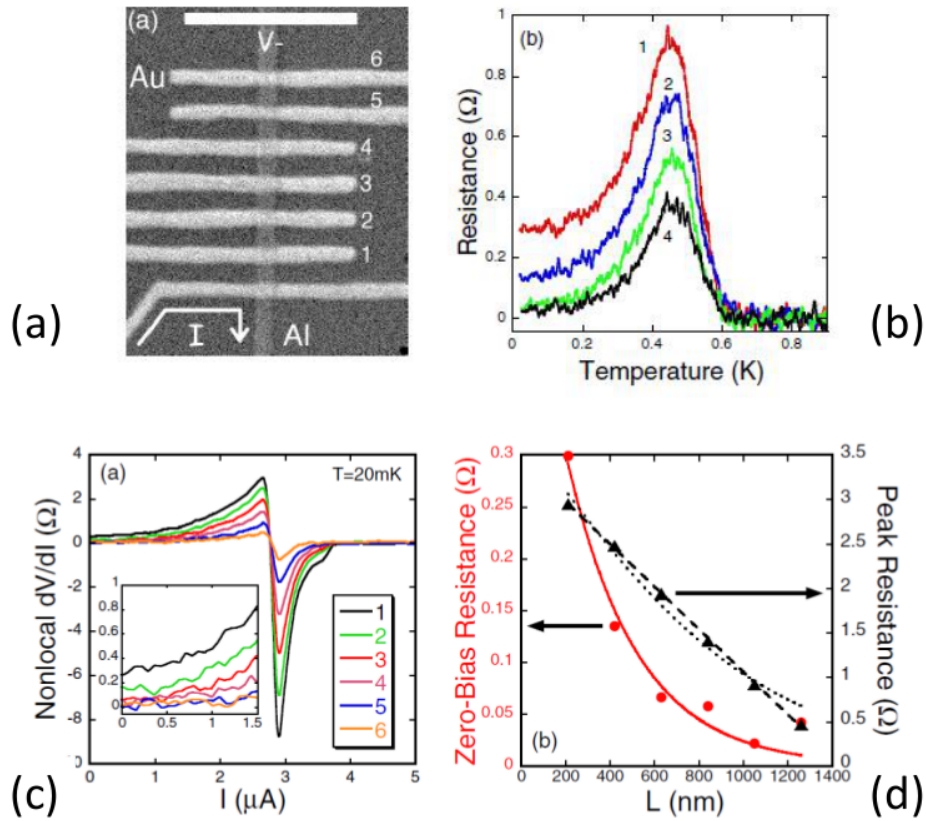 (a)
V-
Au
6
5
4
3
2
1
I
Al
(a)
(b)
1
2
3
4
Resistance (Ω)
1
0.8
0.6
0.4
0.2
0
0 0.2 0.4 0.6 0.8
Temperature (K)
(b)
(a)
T=20mK
Nonlocal dV/dI (Ω)
4
2
0
-2
-4
-6
-8
-10
1
0.8
0.6
0.4
0.2
0
0 0.5 1.0 1.5
1
2
3
4
5
6
0 1 2 3 4 5
I (µA)
(c)
Zero-Bias Resistance (Ω)
0.3
0.25
0.2
0.15
0.1
0.05
0
(b)
3.5
3
2.5
2
1.5
1
0.5
0
Peak Resistance (Ω)
0 200 400 600 800 1000 1200 1400
L (nm)
(d)